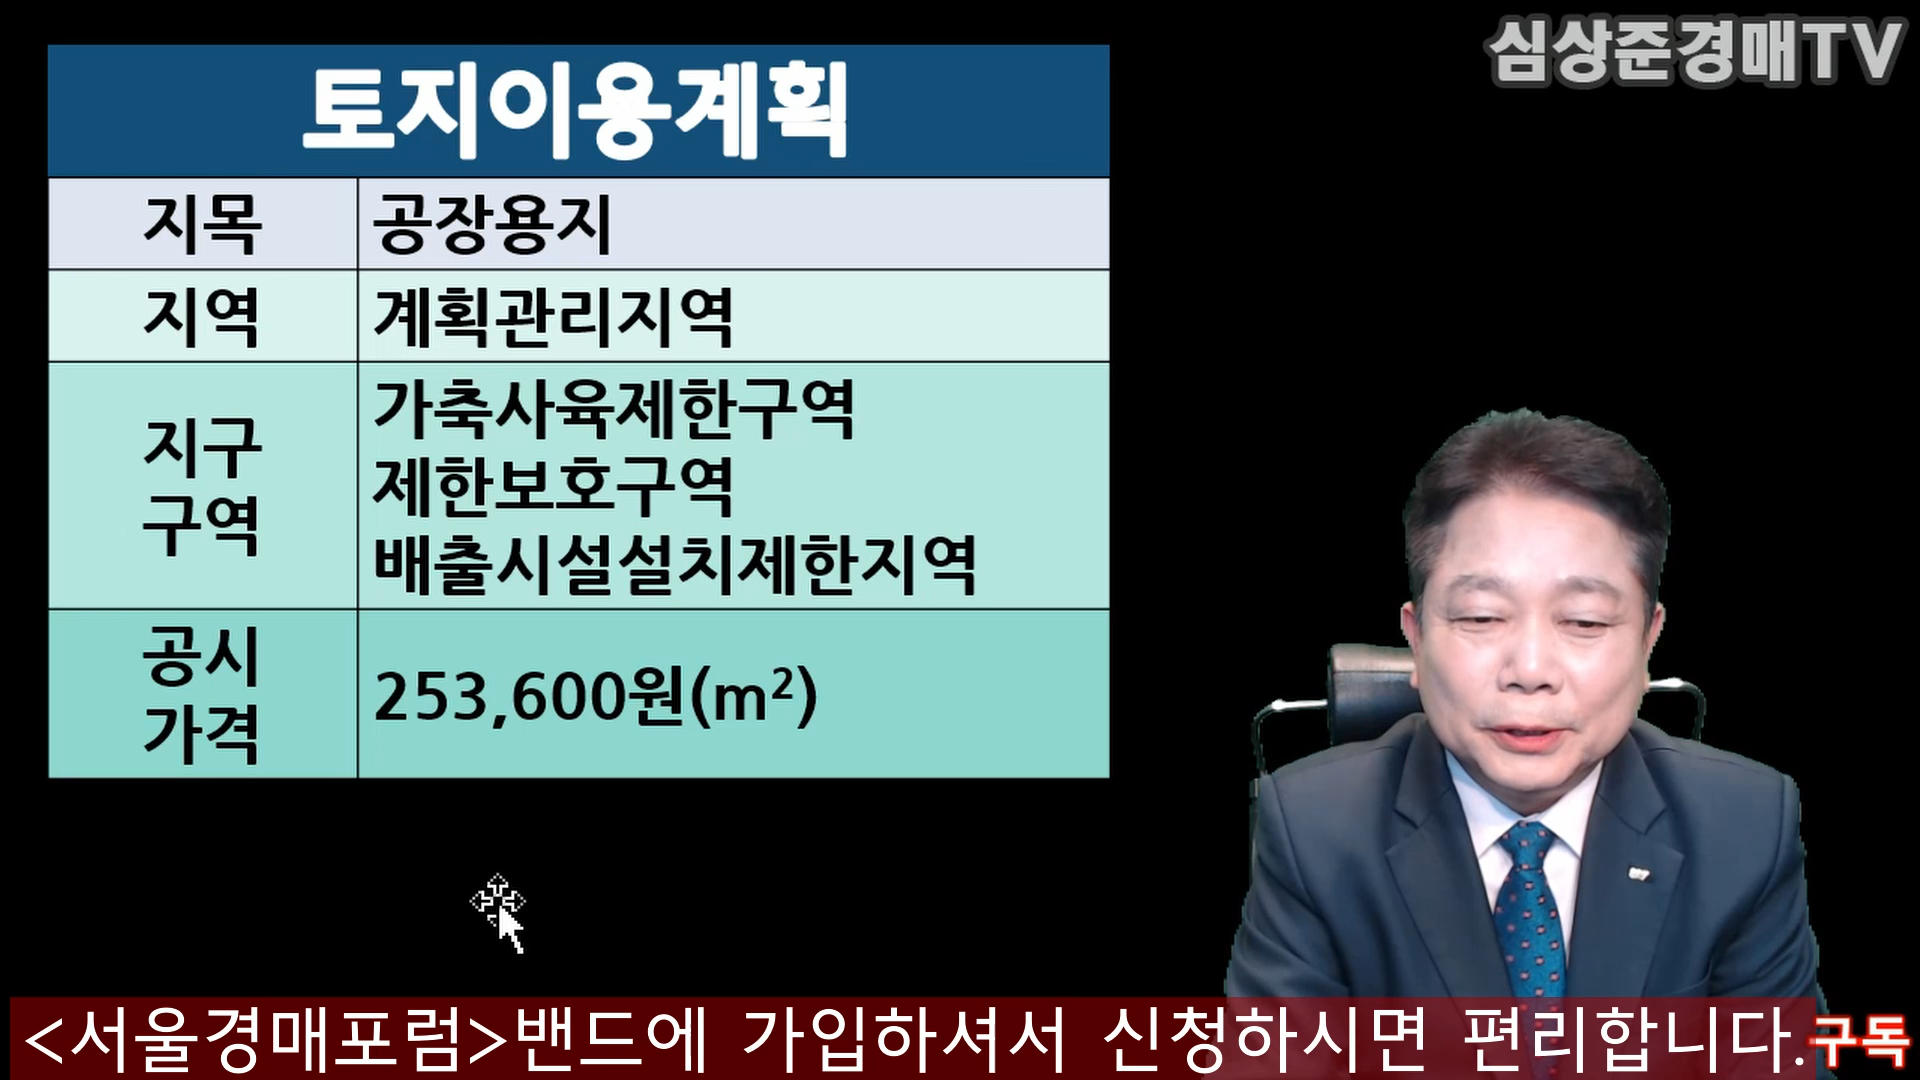 심상준경매TV
토지이용계획
지목 공장용지
지역 계획관리지역
지구
구역
가축사육제한구역
제한보호구역
배출시설설치제한지역
공시
가격
253,600원(m²)
<서울경매포럼>밴드에 가입하셔서 신청하시면 편리합니다.
구독